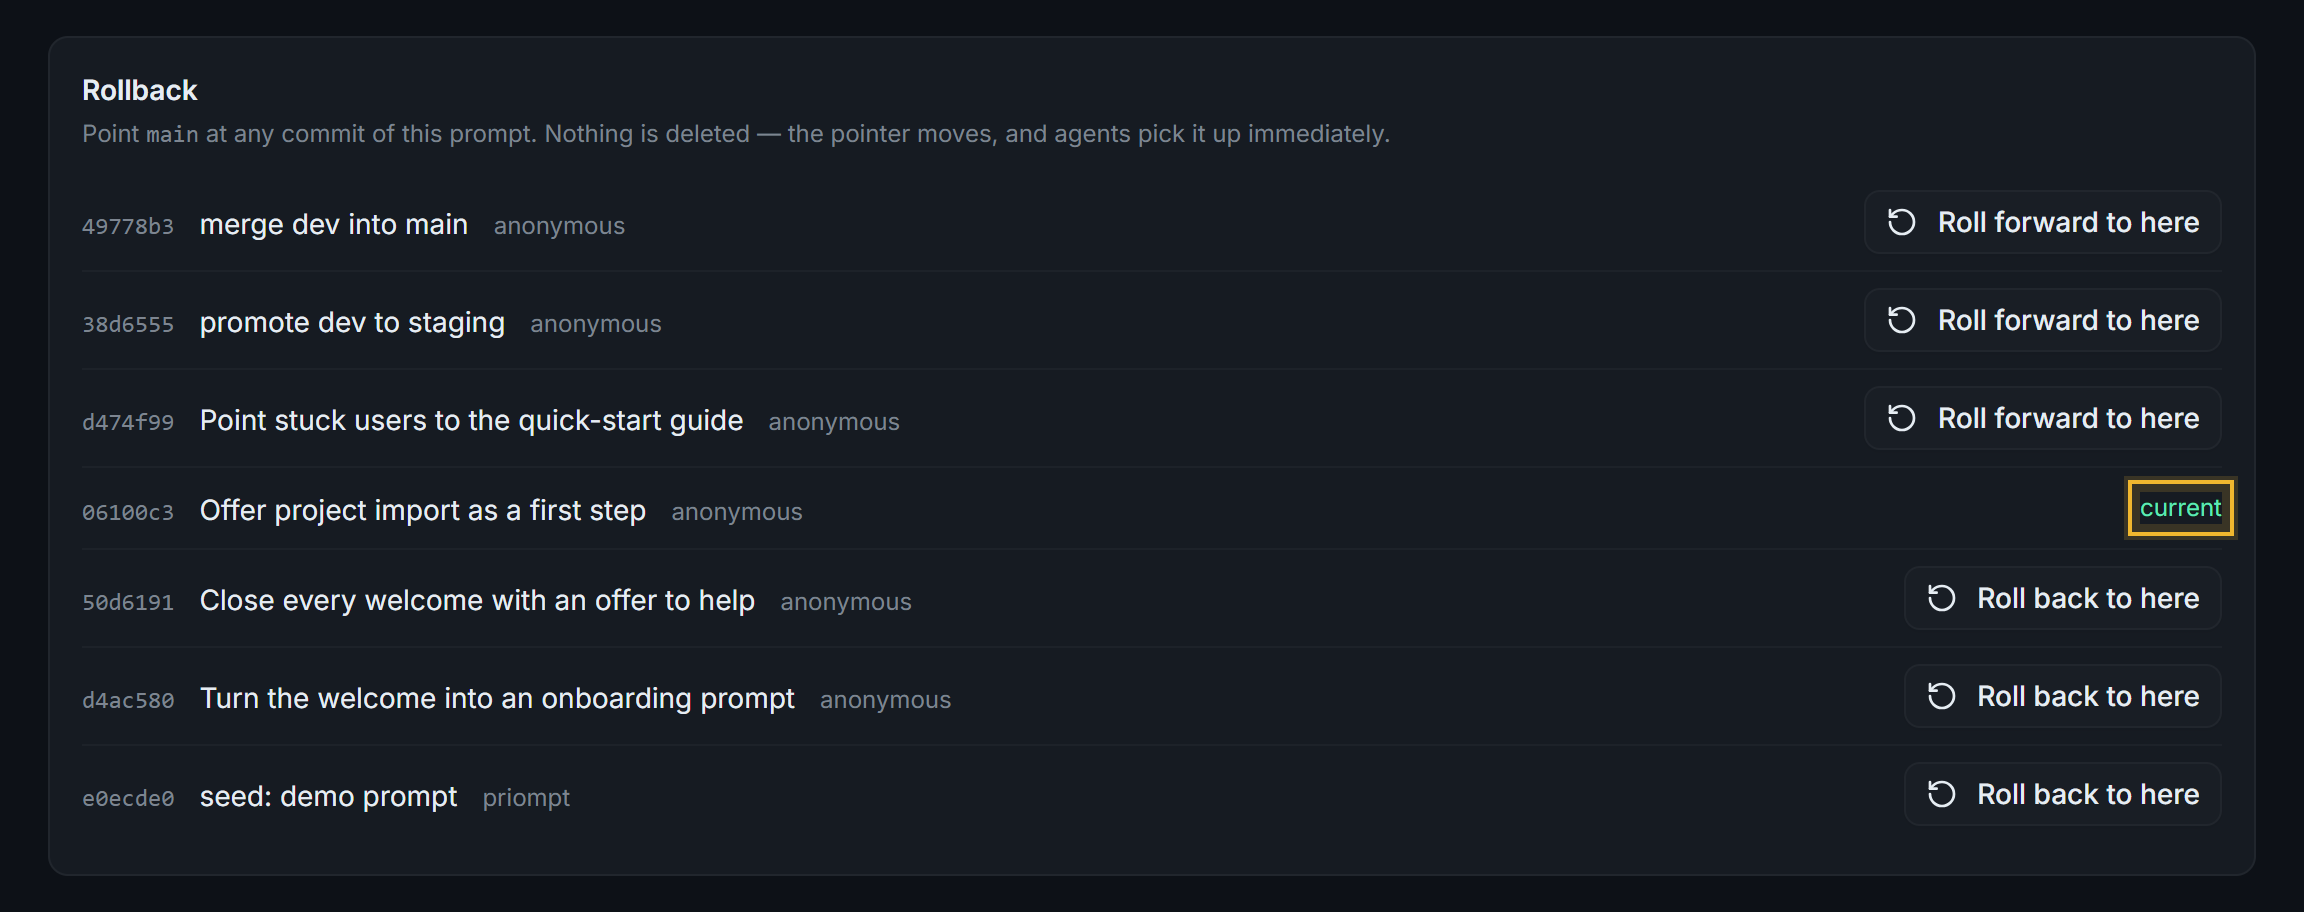 Rollback
Point main at any commit of this prompt. Nothing is deleted — the pointer moves, and agents pick it up immediately.
49778b3 merge dev into main anonymous Roll forward to here
38d6555 promote dev to staging anonymous Roll forward to here
d474f99 Point stuck users to the quick-start guide anonymous Roll forward to here
06100c3 Offer project import as a first step anonymous current
50d6191 Close every welcome with an offer to help anonymous Roll back to here
d4ac580 Turn the welcome into an onboarding prompt anonymous Roll back to here
e0ecde0 seed: demo prompt priompt Roll back to here